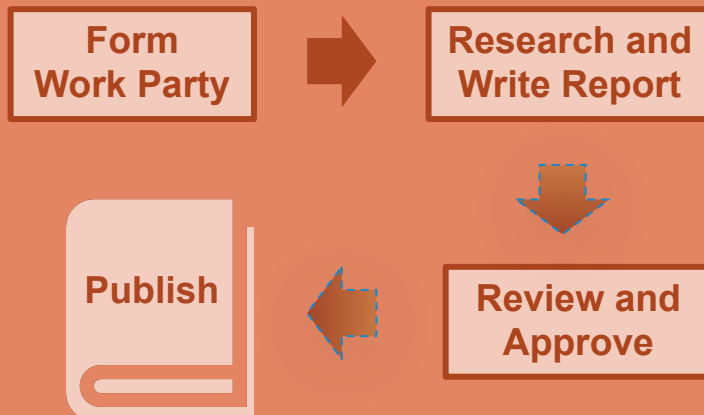 Form
Work Party
Research and
Write Report
Review and
Approve
Publish